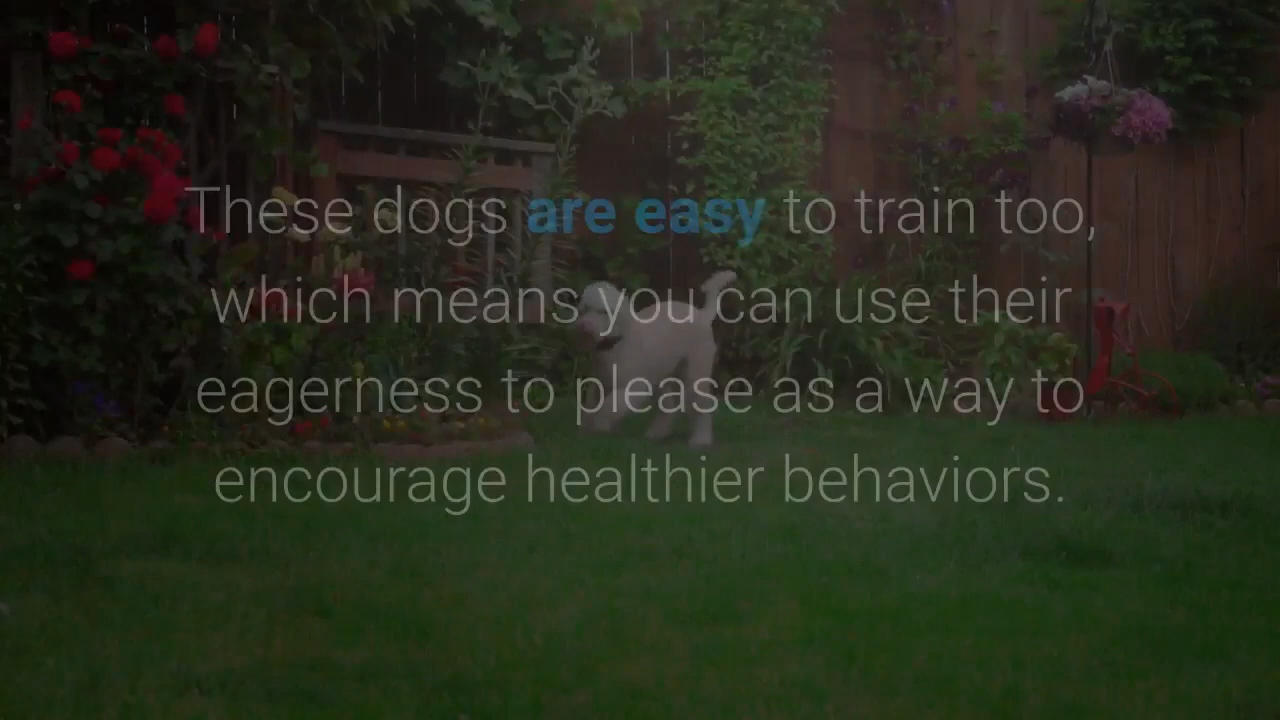 These dogs are easy to train too,
which means you can use their
eagerness to please as a way to
encourage healthier behaviors.